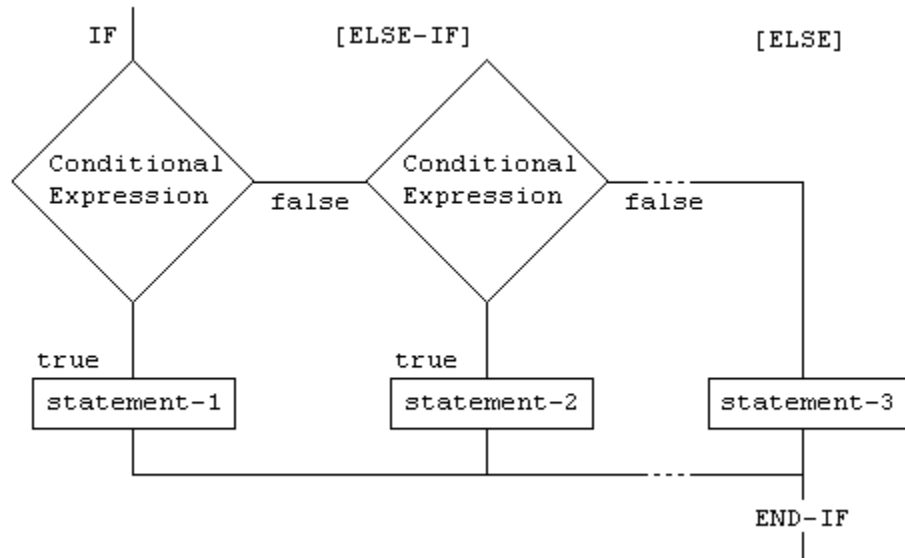 IF
[ELSE-IF]
[ELSE]
Conditional
Expression
false
Conditional
Expression
false
true
statement-1
true
statement-2
statement-3
END-IF